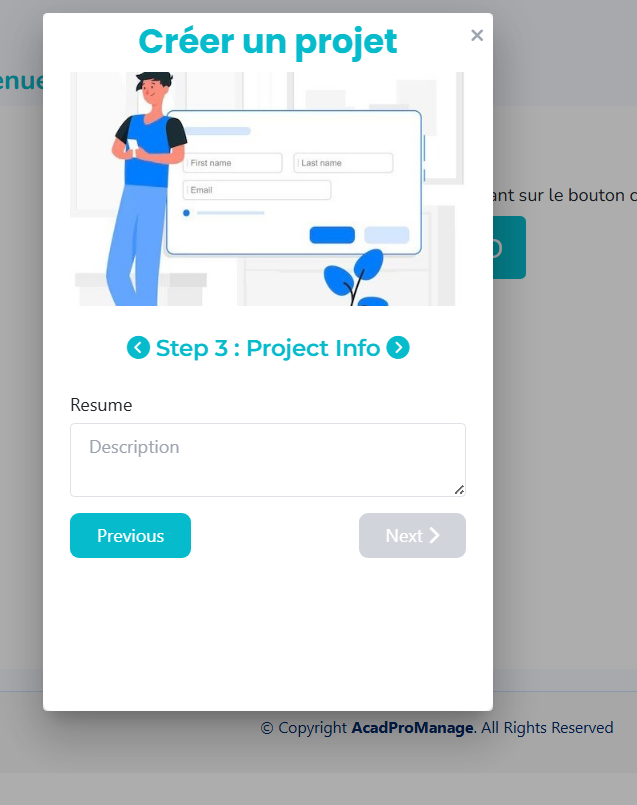 Créer un projet
×
First name
Last name
Email
ant sur le bouton
Step 3 : Project Info
Resume
Description
Previous
Next
© Copyright AcadProManage. All Rights Reserved